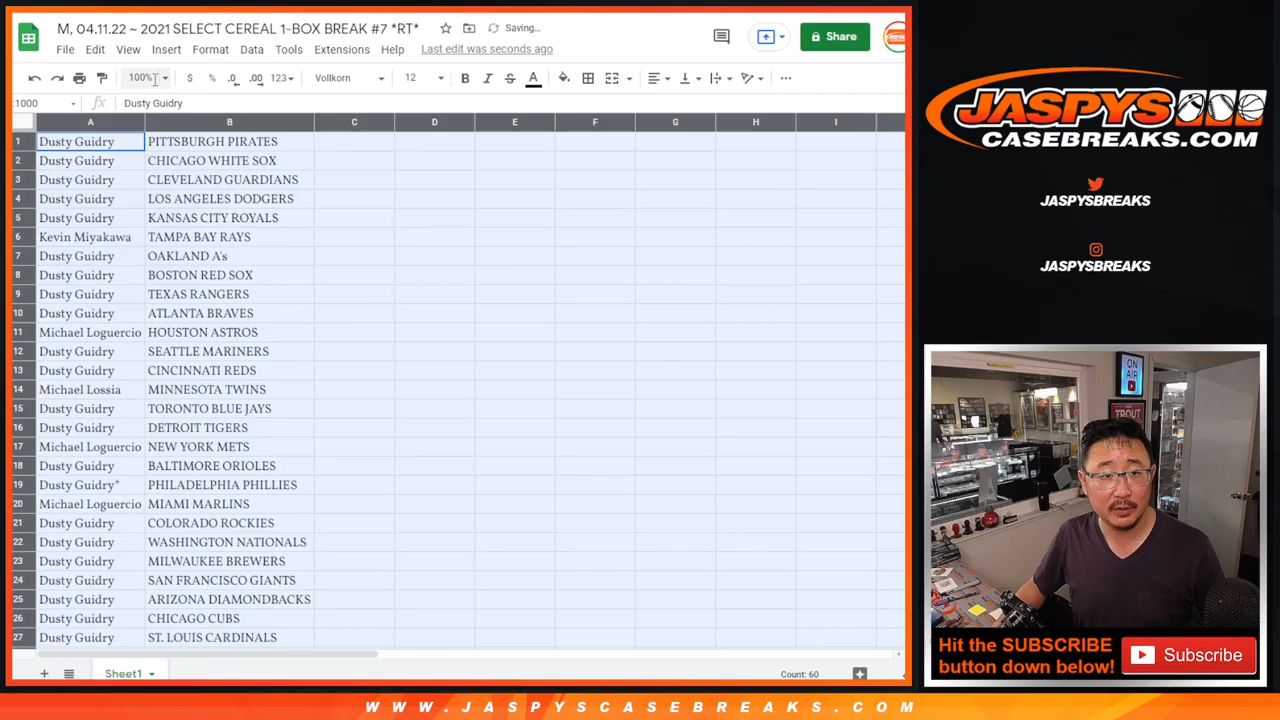 M, 04.11.22 ~ 2021 SELECT CEREAL 1-BOX BREAK #7 *RT*
Saving...
File Edit View Insert Format Data Tools Extensions Help Last edit was seconds ago
Share
100% $ % .0 .00 123 Vollkorn 12 B I S A
:1000 fx Dusty Guidry
A B C D E F G H I
1 Dusty Guidry PITTSBURGH PIRATES
2 Dusty Guidry CHICAGO WHITE SOX
3 Dusty Guidry CLEVELAND GUARDIANS
4 Dusty Guidry LOS ANGELES DODGERS
5 Dusty Guidry KANSAS CITY ROYALS
6 Kevin Miyakawa TAMPA BAY RAYS
7 Dusty Guidry OAKLAND A's
8 Dusty Guidry BOSTON RED SOX
9 Dusty Guidry TEXAS RANGERS
10 Dusty Guidry ATLANTA BRAVES
11 Michael Loguercio HOUSTON ASTROS
12 Dusty Guidry SEATTLE MARINERS
13 Dusty Guidry CINCINNATI REDS
14 Michael Lossia MINNESOTA TWINS
15 Dusty Guidry TORONTO BLUE JAYS
16 Dusty Guidry DETROIT TIGERS
17 Michael Loguercio NEW YORK METS
18 Dusty Guidry BALTIMORE ORIOLES
19 Dusty Guidry* PHILADELPHIA PHILLIES
20 Michael Loguercio MIAMI MARLINS
21 Dusty Guidry COLORADO ROCKIES
22 Dusty Guidry WASHINGTON NATIONALS
23 Dusty Guidry MILWAUKEE BREWERS
24 Dusty Guidry SAN FRANCISCO GIANTS
25 Dusty Guidry ARIZONA DIAMONDBACKS
26 Dusty Guidry CHICAGO CUBS
27 Dusty Guidry ST. LOUIS CARDINALS
Sheet1
Count: 60
JASPYS
CASEBREAKS.COM
JASPYSBREAKS
JASPYSBREAKS
ON
AIR
TROUT
Hit the SUBSCRIBE
button down below!
Subscribe
WWW.JASPYSCASEBREAKS.COM